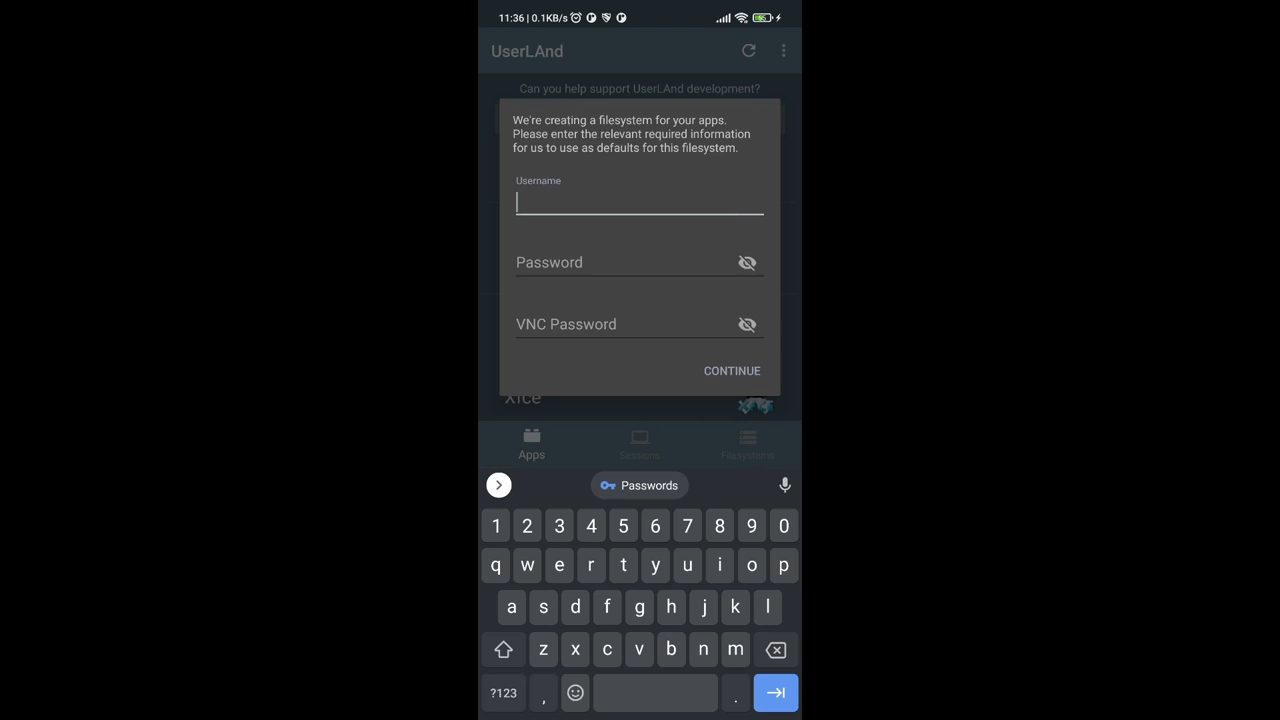 11:36 | 0.1KB/s
UserLAnd
Can you help support UserLAnd development?
We're creating a filesystem for your apps.
Please enter the relevant required information
for us to use as defaults for this filesystem.
Username
Password
VNC Password
CONTINUE
Xfce
Apps Sessions Filesystems
Passwords
1 2 3 4 5 6 7 8 9 0
q w e r t y u i o p
a s d f g h j k l
z x c v b n m
?123 , .